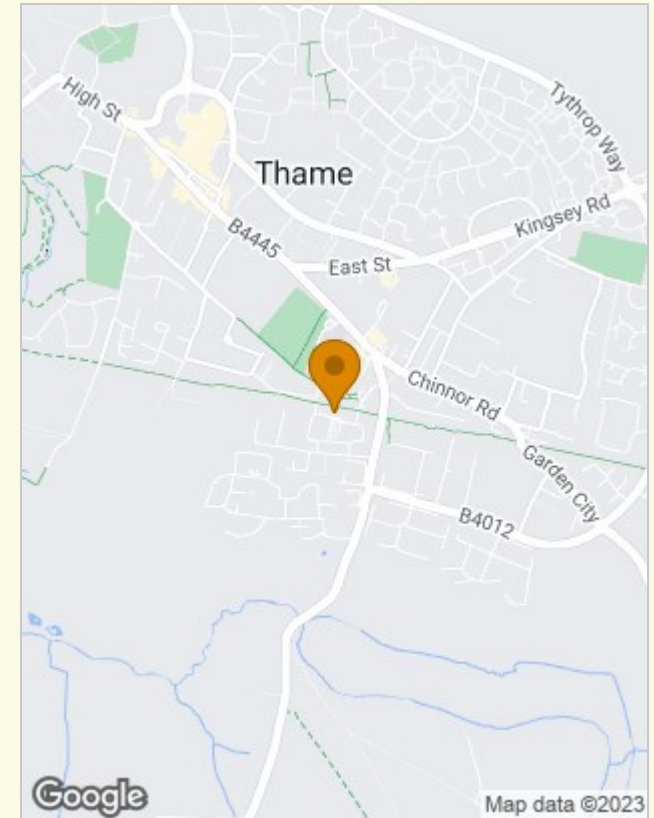 High St
Tythrop Way
Thame
Kingsey Rd
B4445
East St
Chinnor Rd
Garden City
B4012
Google
Map data ©2023